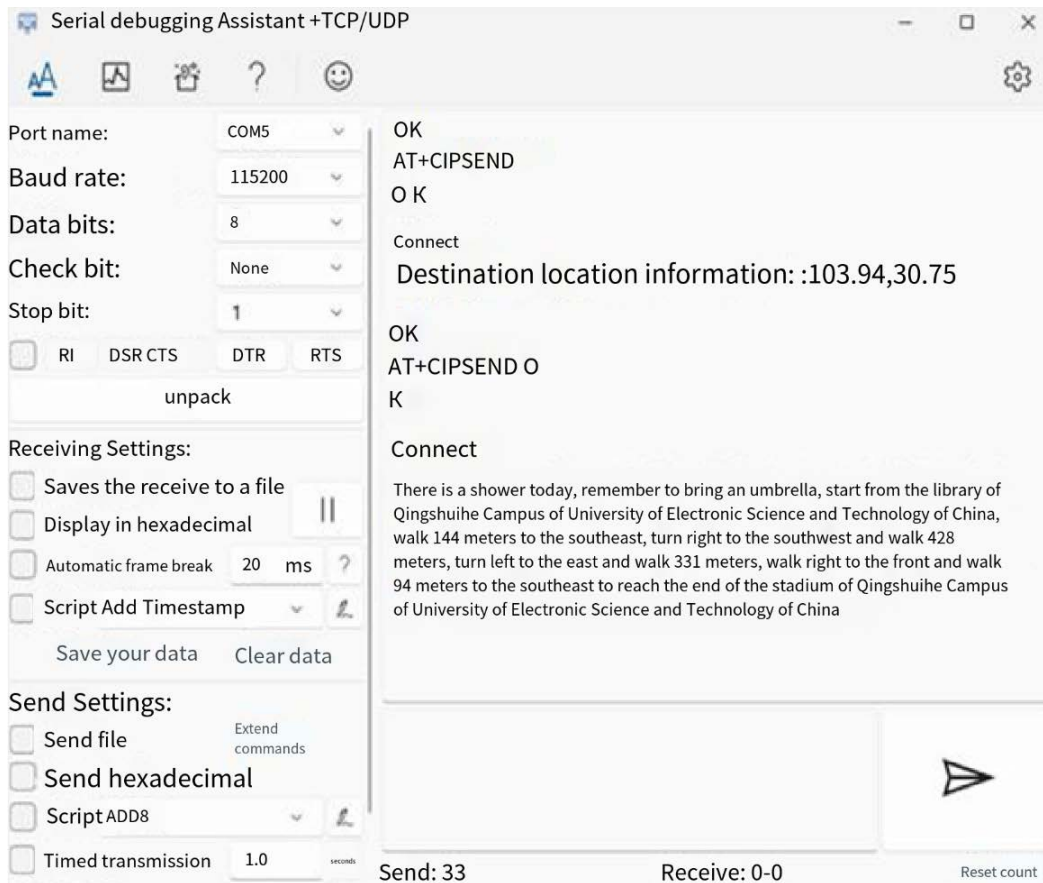 Serial debugging Assistant +TCP/UDP
Port name: COM5
Baud rate: 115200
Data bits: 8
Check bit: None
Stop bit: 1
RI DSR CTS DTR RTS
unpack
Receiving Settings:
Saves the receive to a file
Display in hexadecimal
Automatic frame break 20 ms ?
Script Add Timestamp
Save your data Clear data
Send Settings:
Send file Extend
commands
Send hexadecimal
Script ADD8
Timed transmission 1.0 seconds
OK
AT+CIPSEND
O K
Connect
Destination location information: :103.94,30.75
OK
AT+CIPSEND O
K
Connect
There is a shower today, remember to bring an umbrella, start from the library of
Qingshuihe Campus of University of Electronic Science and Technology of China,
walk 144 meters to the southeast, turn right to the southwest and walk 428
meters, turn left to the east and walk 331 meters, walk right to the front and walk
94 meters to the southeast to reach the end of the stadium of Qingshuihe Campus
of University of Electronic Science and Technology of China
Send: 33 Receive: 0-0 Reset count